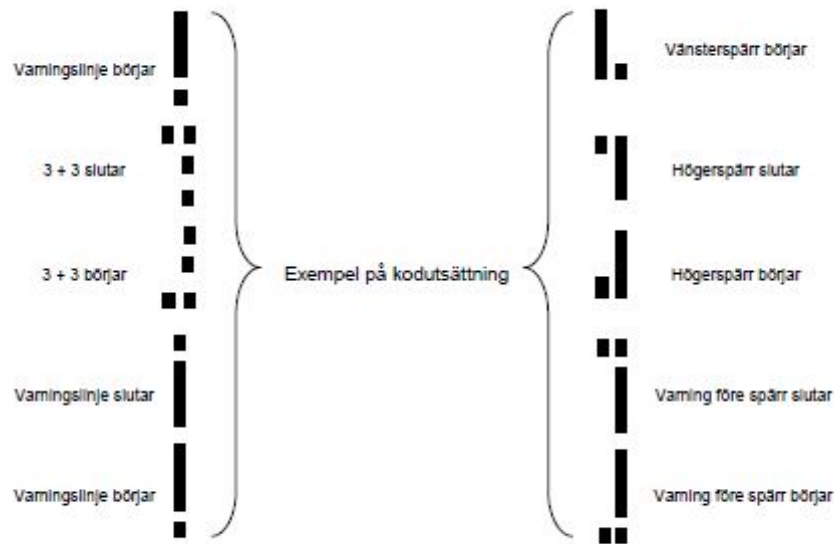 Varningslinje börjar
3 + 3 slutar
3 + 3 börjar
Varningslinje slutar
Varningslinje börjar
Exempel på kodutsättning
Vänsterspärr börjar
Högerspärr slutar
Högerspärr börjar
Varning före spärr slutar
Varning före spärr börjar